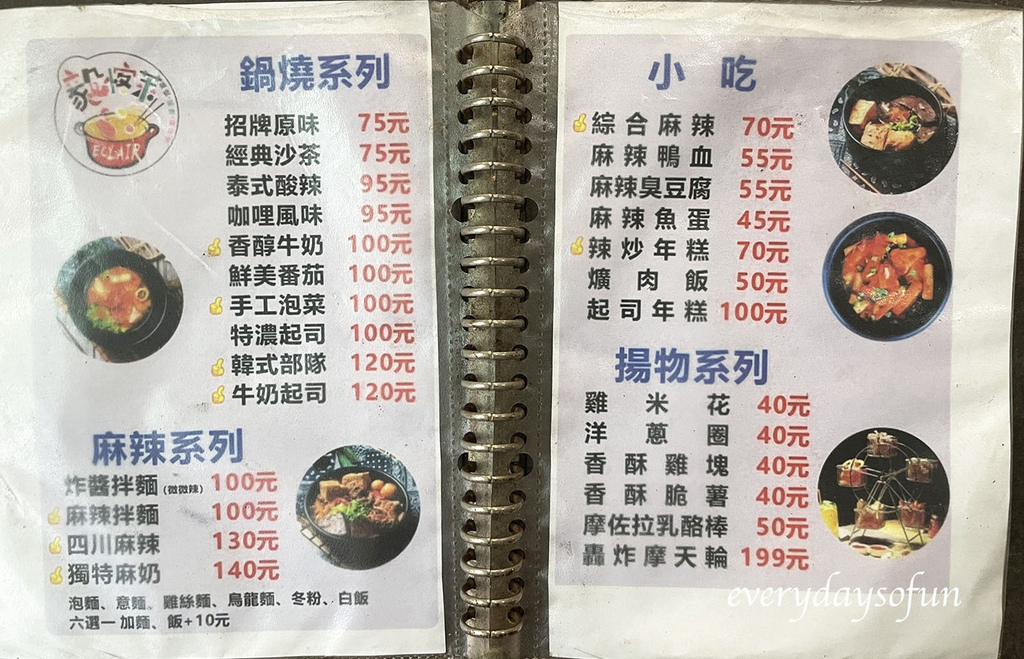 ECLAIR
鍋燒系列
招牌原味 75元
經典沙茶 75元
泰式酸辣 95元
咖哩風味 95元
香醇牛奶 100元
鮮美番茄 100元
手工泡菜 100元
特濃起司 100元
韓式部隊 120元
牛奶起司 120元
麻辣系列
炸醬拌麵(微微辣) 100元
麻辣拌麵 100元
四川麻辣 130元
獨特麻奶 140元
泡麵、意麵、雞絲麵、烏龍麵、冬粉、白飯
六選一 加麵、飯+10元
小吃
綜合麻辣 70元
麻辣鴨血 55元
麻辣臭豆腐 55元
麻辣魚蛋 45元
辣炒年糕 70元
爌肉飯 50元
起司年糕 100元
揚物系列
雞米花 40元
洋蔥圈 40元
香酥雞塊 40元
香酥脆薯 40元
摩佐拉乳酪棒 50元
轟炸摩天輪 199元
everydaysofun